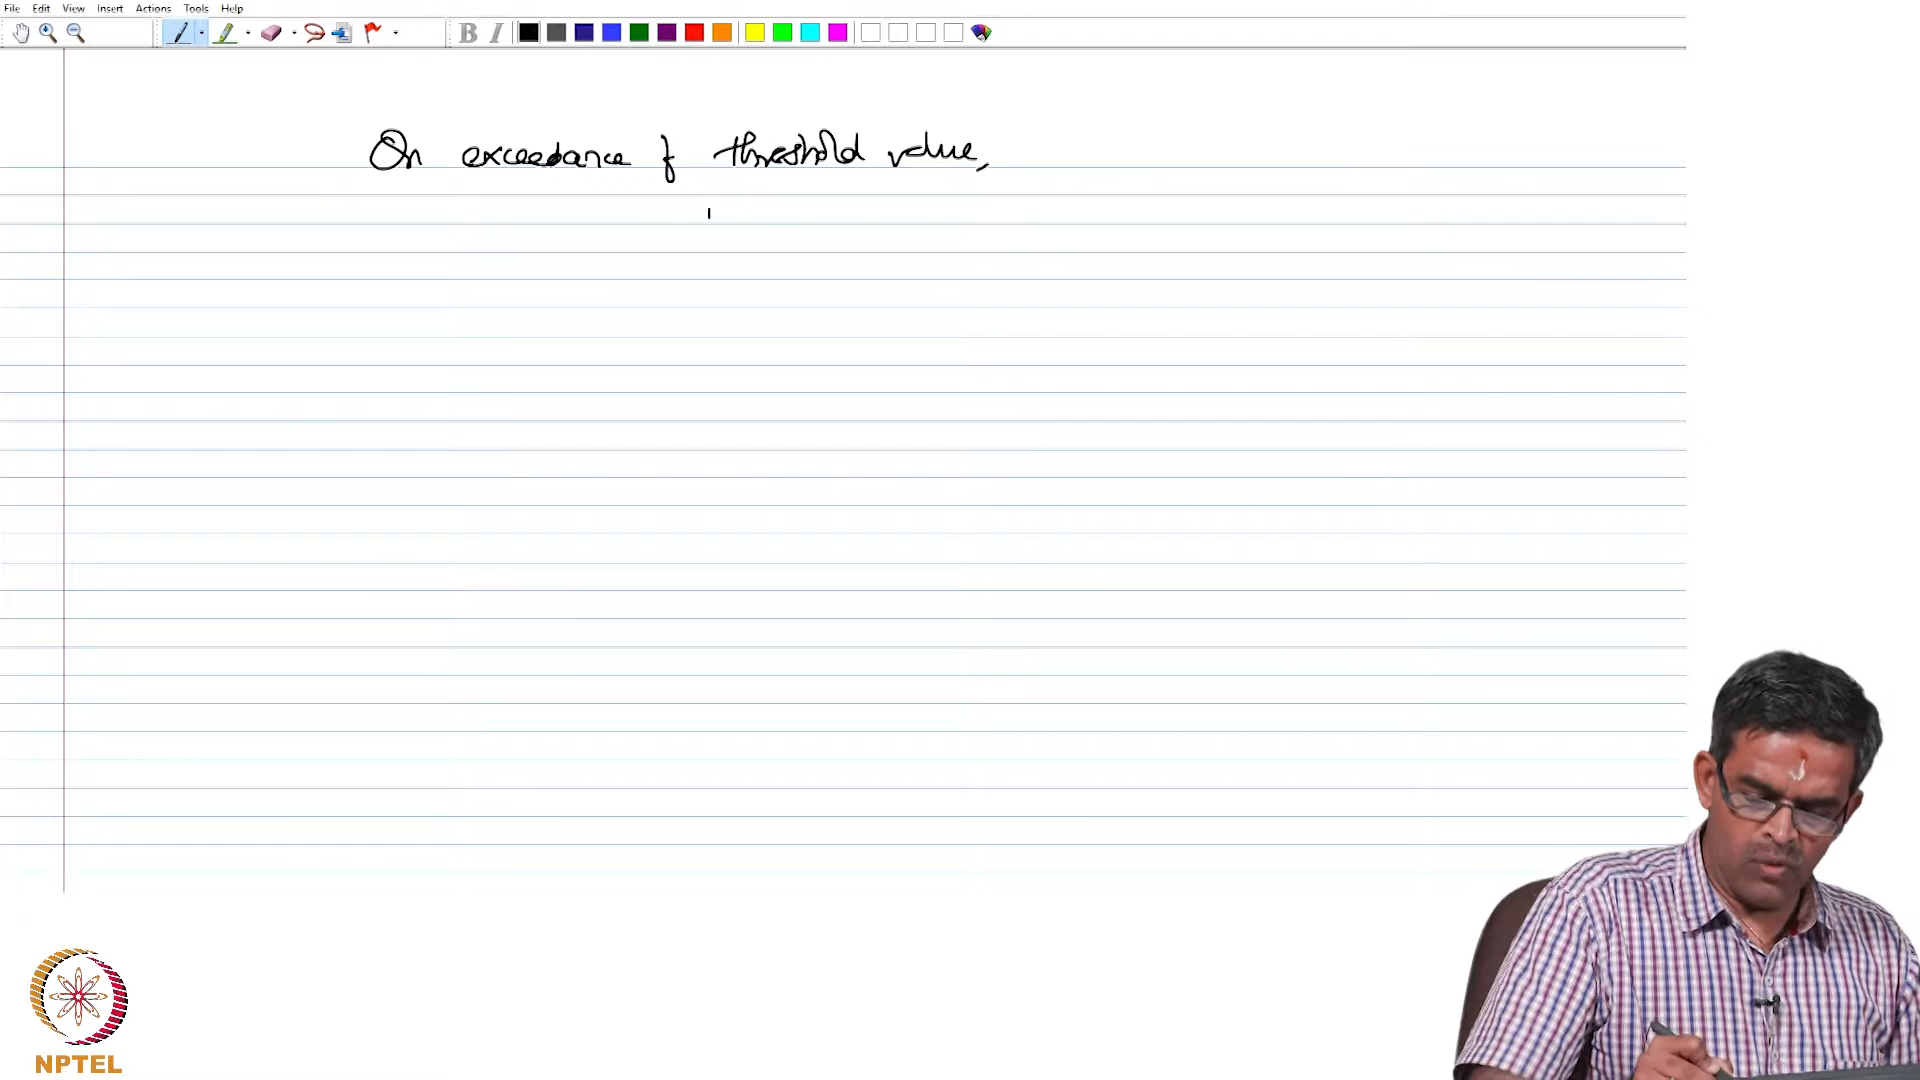 File Edit View Insert Actions Tools Help
B I
On exceedance of threshold value,
NPTEL